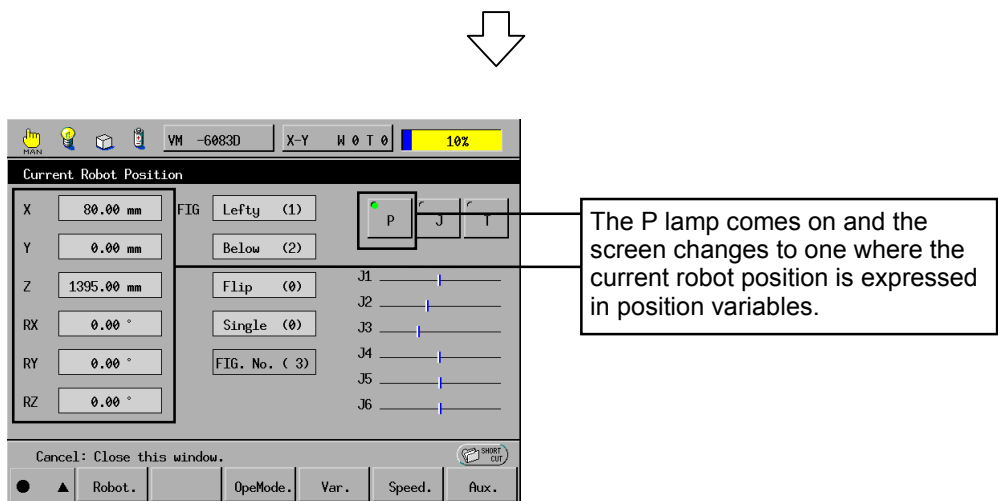 MAN
VM -6083D
X-Y W 0 T 0
10%
Current Robot Position
X 80.00 mm FIG Lefty (1) P J T
Y 0.00 mm Below (2)
Z 1395.00 mm Flip (0) J1
J2
RX 0.00 ° Single (0) J3
RY 0.00 ° FIG. No. ( 3) J4
J5
RZ 0.00 ° J6
Cancel: Close this window.
SHORT
CUT
Robot. OpeMode. Var. Speed. Aux.
The P lamp comes on and the
screen changes to one where the
current robot position is expressed
in position variables.